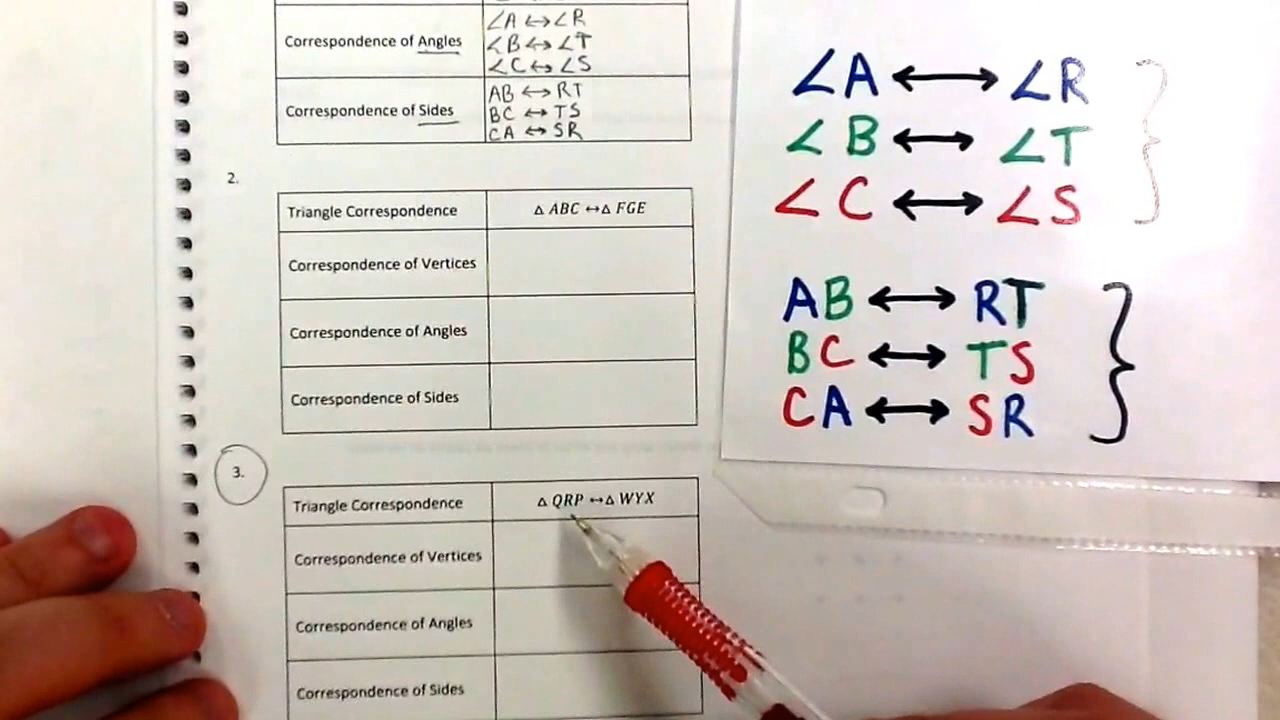 ∠A ↔ ∠R
Correspondence of Angles ∠B ↔ ∠T
∠C ↔ ∠S
AB ↔ RT
Correspondence of Sides BC ↔ TS
CA ↔ SR
2.
Triangle Correspondence △ ABC ↔△ FGE
Correspondence of Vertices
Correspondence of Angles
Correspondence of Sides
3.
Triangle Correspondence △ QRP ↔△ WYX
Correspondence of Vertices
Correspondence of Angles
Correspondence of Sides
∠A ↔ ∠R
∠B ↔ ∠T
∠C ↔ ∠S
AB ↔ RT
BC ↔ TS
CA ↔ SR